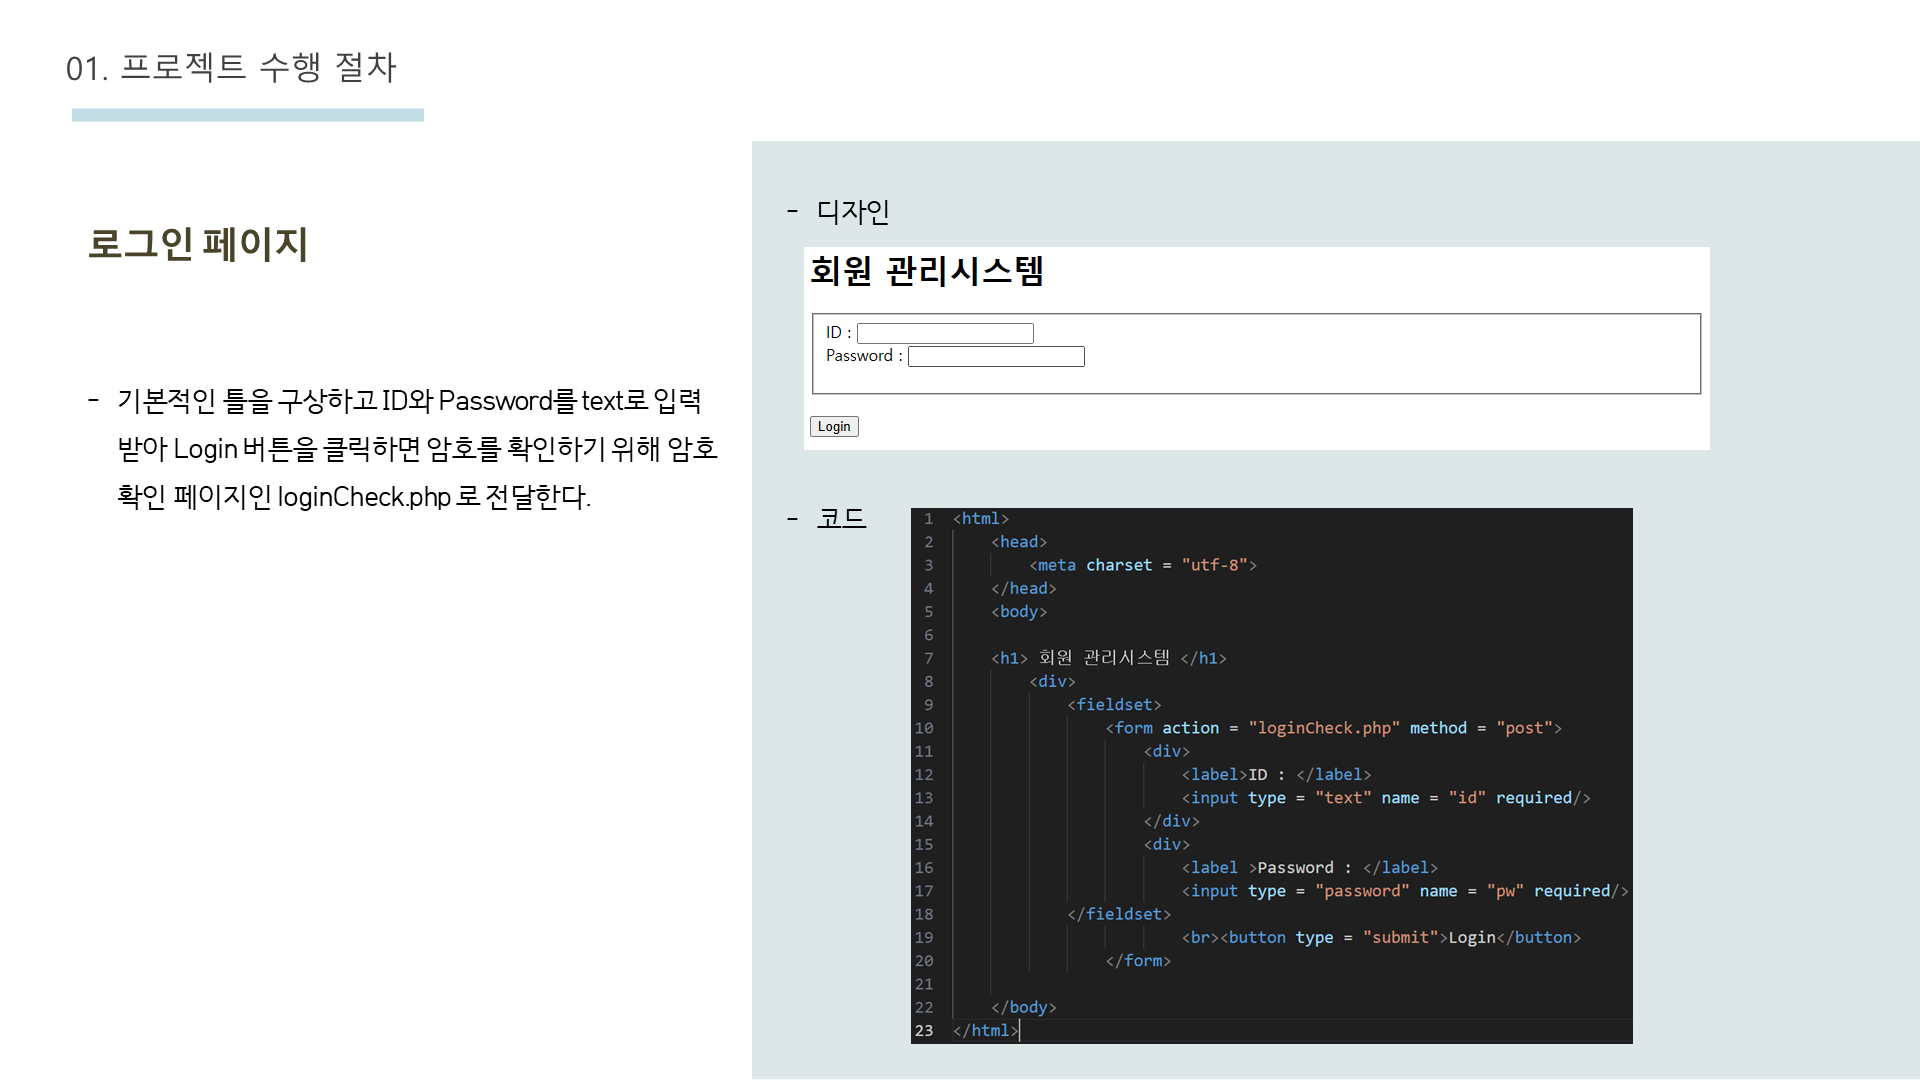 01. 프로젝트 수행 절차
로그인 페이지
- 기본적인 틀을 구상하고 ID와 Password를 text로 입력
받아 Login 버튼을 클릭하면 암호를 확인하기 위해 암호
확인 페이지인 loginCheck.php 로 전달한다.
- 디자인
회원 관리시스템
ID :
Password :
Login
- 코드
1 <html>
2 <head>
3 <meta charset = "utf-8">
4 </head>
5 <body>
6
7 <h1> 회원 관리시스템 </h1>
8 <div>
9 <fieldset>
10 <form action = "loginCheck.php" method = "post">
11 <div>
12 <label>ID : </label>
13 <input type = "text" name = "id" required/>
14 </div>
15 <div>
16 <label >Password : </label>
17 <input type = "password" name = "pw" required/>
18 </fieldset>
19 <br><button type = "submit">Login</button>
20 </form>
21
22 </body>
23 </html>